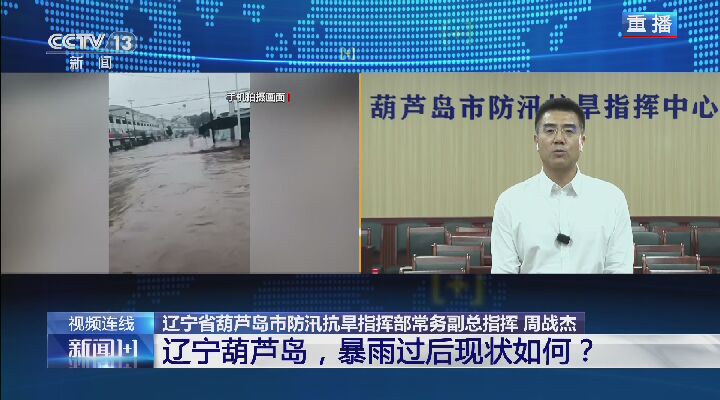 CCTV 13
新闻
重播
手机拍摄画面
葫芦岛市防汛抗旱指挥中心
视频连线
辽宁省葫芦岛市防汛抗旱指挥部常务副总指挥 周战杰
新闻1+1
辽宁葫芦岛，暴雨过后现状如何？